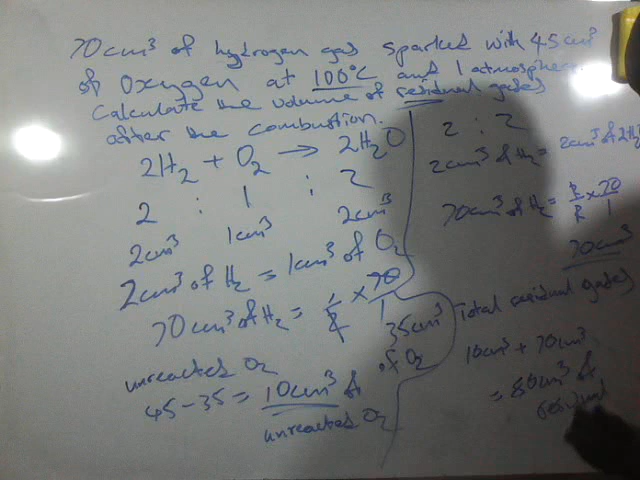 70cm³ of hydrogen gas sparked with 45cm³
of Oxygen at 100°C and 1 atmosphere.
Calculate the volume of residual gases
after the combustion.
2H₂ + O₂ → 2H₂O
2 : 1 : 2
2cm³ 1cm³ 2cm³
2cm³ of H₂ = 1cm³ of O₂
70cm³ of H₂ = 1/2 × 70/1
35cm³
of O₂
unreacted O₂
45-35 = 10cm³ of
unreacted O₂
2 : 2
2cm³ of H₂ = 2cm³ of 2H₂
70cm³ of H₂ = 2/2 × 70/1
70cm³
Total residual gases
10cm³ + 70cm³
= 80cm³ of
residual